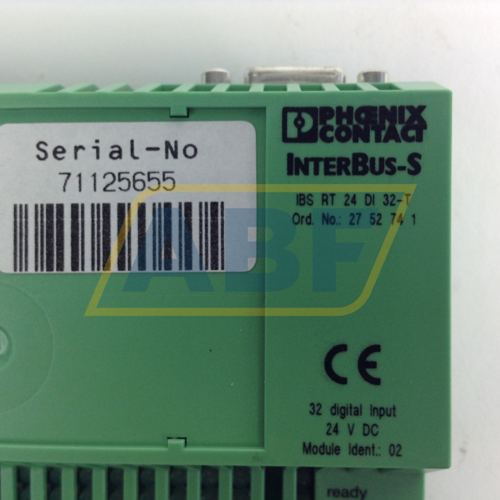 Serial-No
71125655
PHŒNIX
CONTACT
INTERBUS-S
IBS RT 24 DI 32-T
Ord. No.: 27 52 74 1
ABF
CE
32 digital Input
24 V DC
Module Ident.: 02
ready